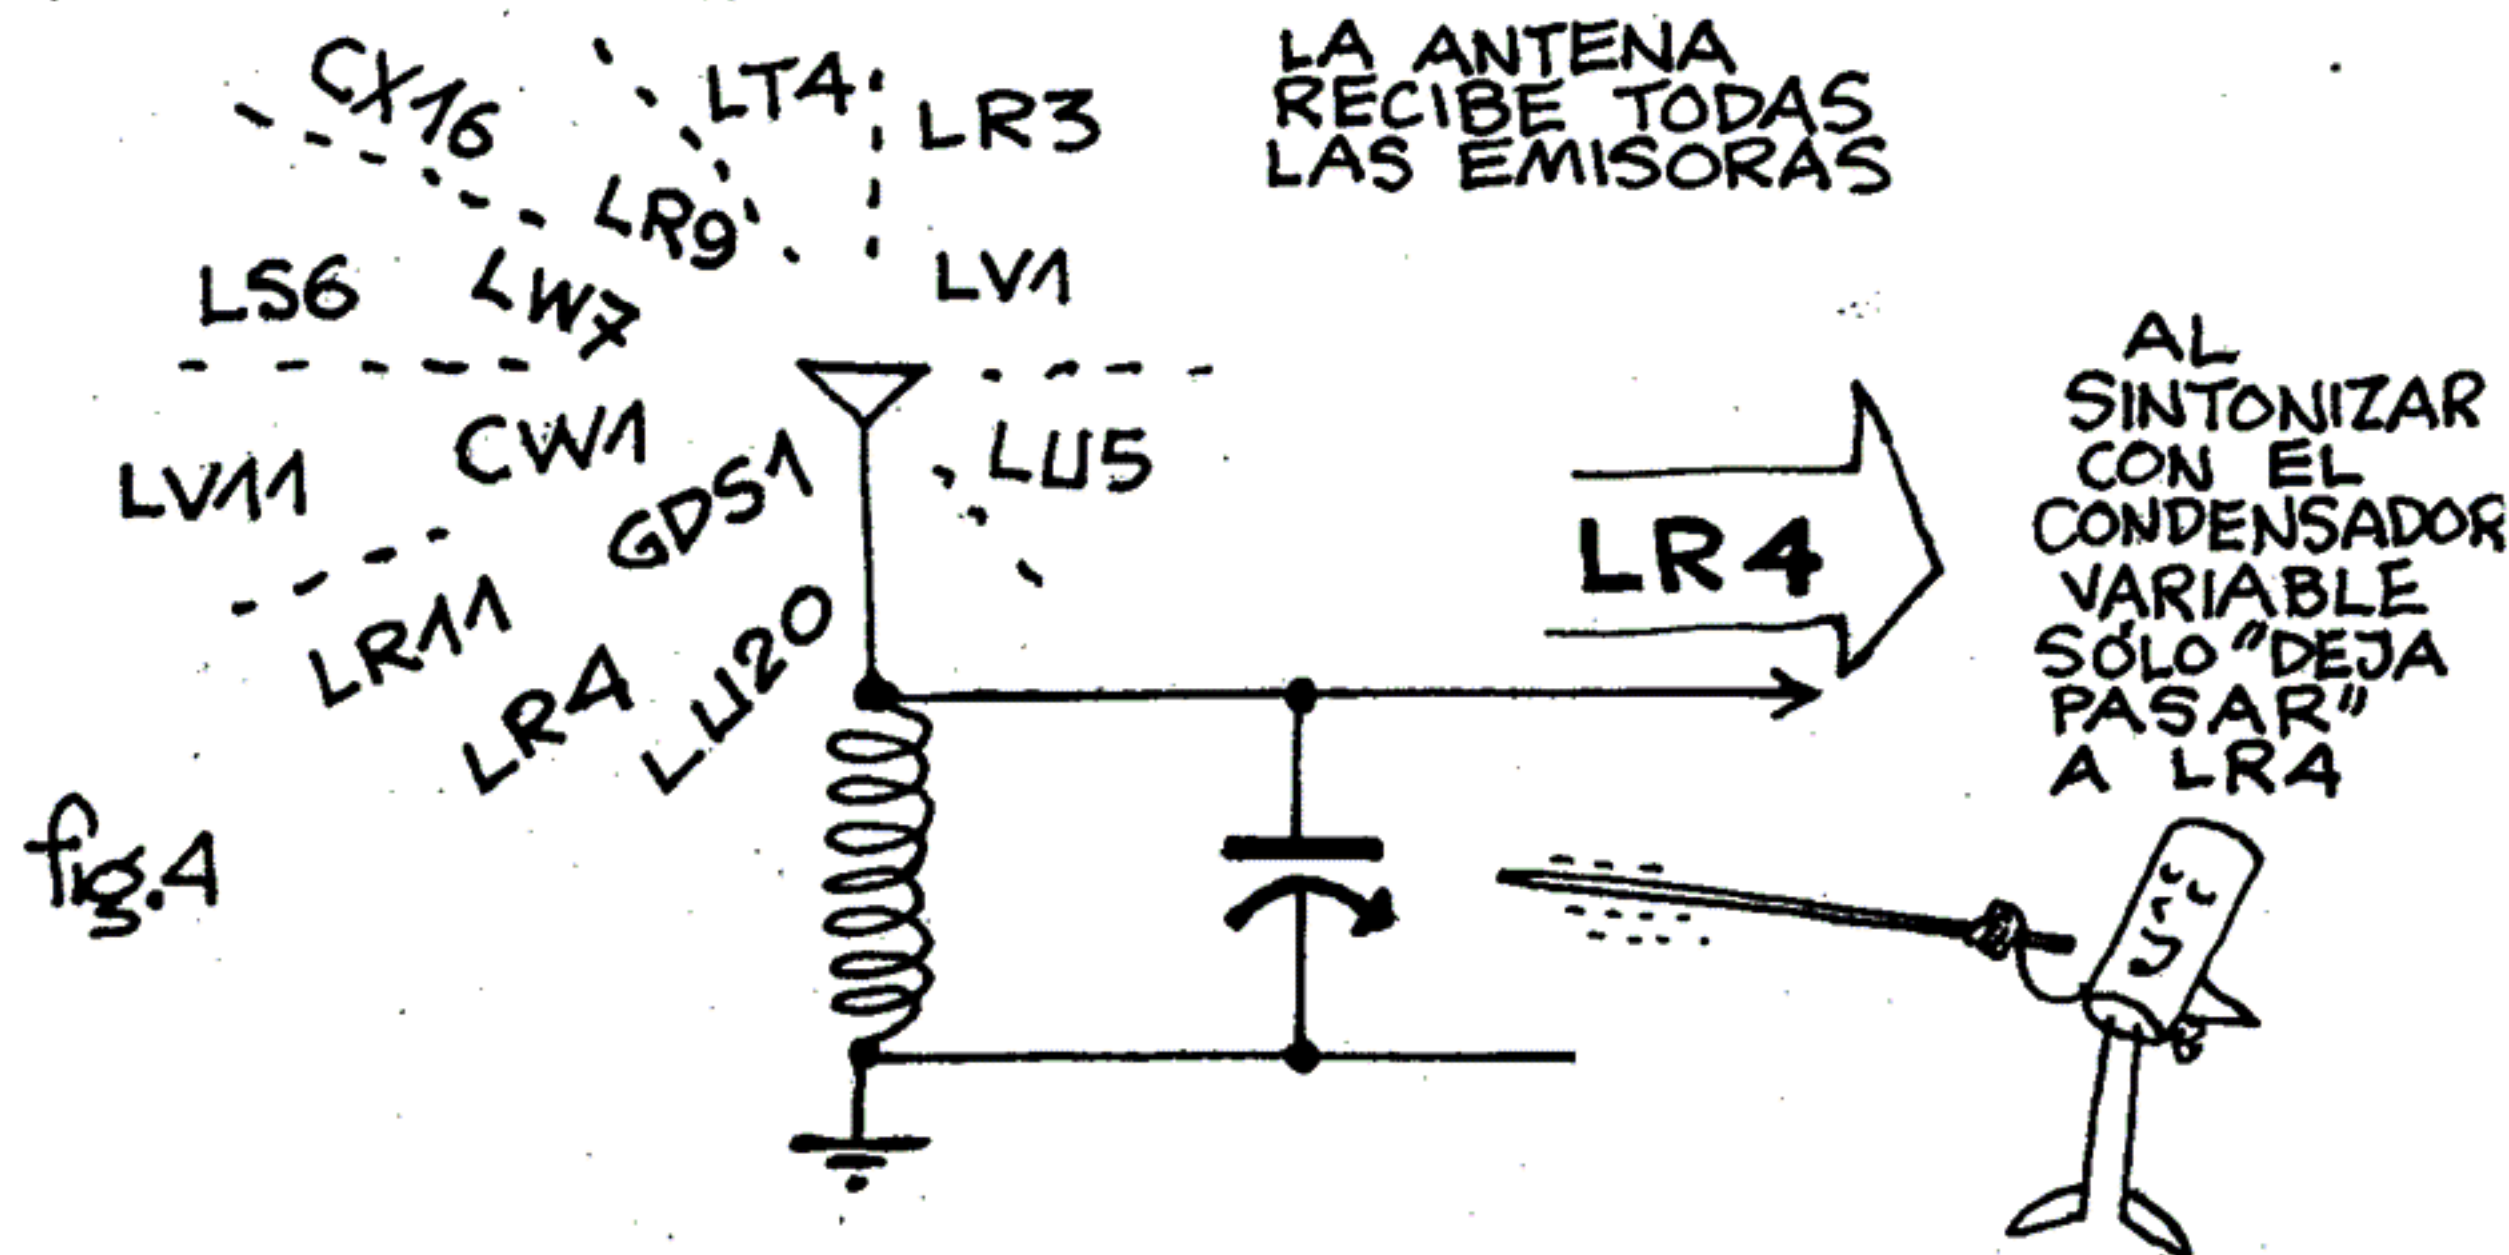 CX16
LT4
LR3
LR9
LS6
LW7
LV1
CW1
LV11
GDS1
LU5
LR11
LR4
LU20
LA ANTENA
RECIBE TODAS
LAS EMISORAS
LR4
AL
SINTONIZAR
CON EL
CONDENSADOR
VARIABLE
SÓLO "DEJA
PASAR"
A LR4
fig.4